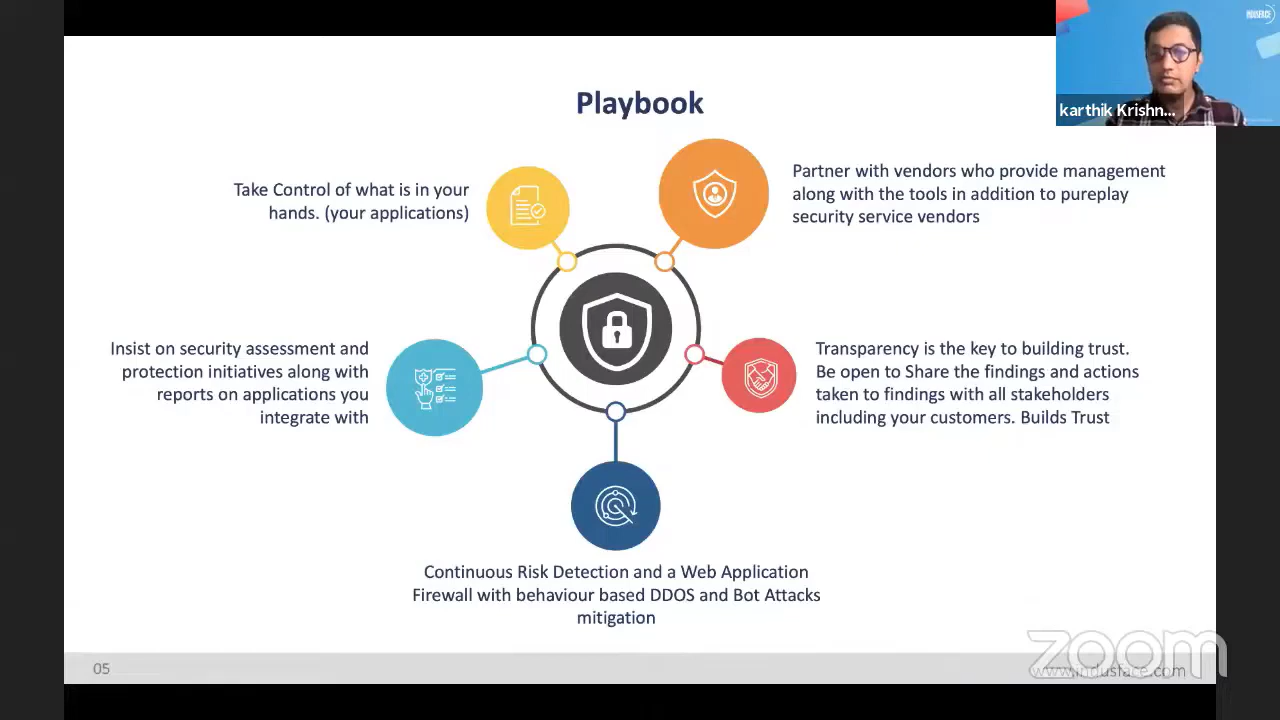 INDUSFACE
karthik Krishn...
Playbook
Take Control of what is in your
hands. (your applications)
Partner with vendors who provide management
along with the tools in addition to pureplay
security service vendors
Insist on security assessment and
protection initiatives along with
reports on applications you
integrate with
Transparency is the key to building trust.
Be open to Share the findings and actions
taken to findings with all stakeholders
including your customers. Builds Trust
Continuous Risk Detection and a Web Application
Firewall with behaviour based DDOS and Bot Attacks
mitigation
05
www.indusface.com
zoom